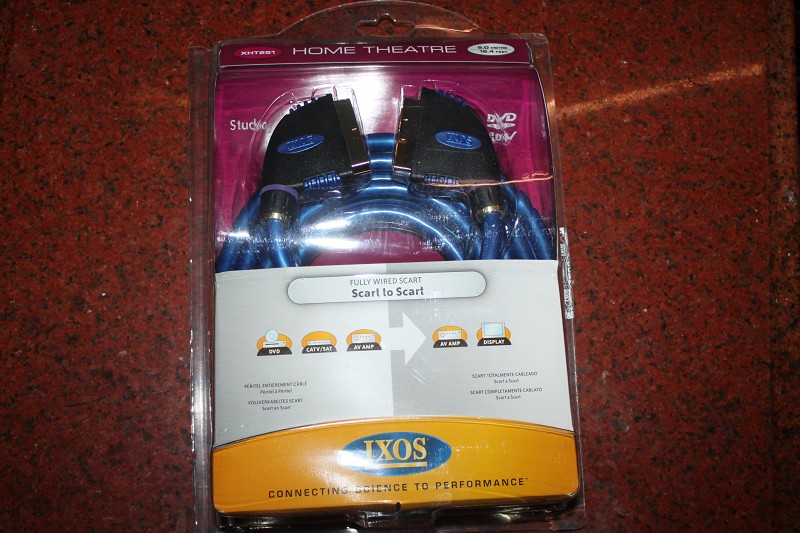 XHT281
HOME THEATRE
5.0 METRE
16.4 FEET
Studio
DVD
IXOS
IXOS
FULLY WIRED SCART
Scart to Scart
DVD
CATV/SAT
AV AMP
AV AMP
DISPLAY
PÉRITEL ENTIÈREMENT CÂBLÉ
Péritel à Péritel
VOLLVERKABELTES SCART
Scart an Scart
SCART TOTALMENTE CABLEADO
Scart a Scart
SCART COMPLETAMENTE CABLATO
Scart a Scart
IXOS
CONNECTING SCIENCE TO PERFORMANCE™